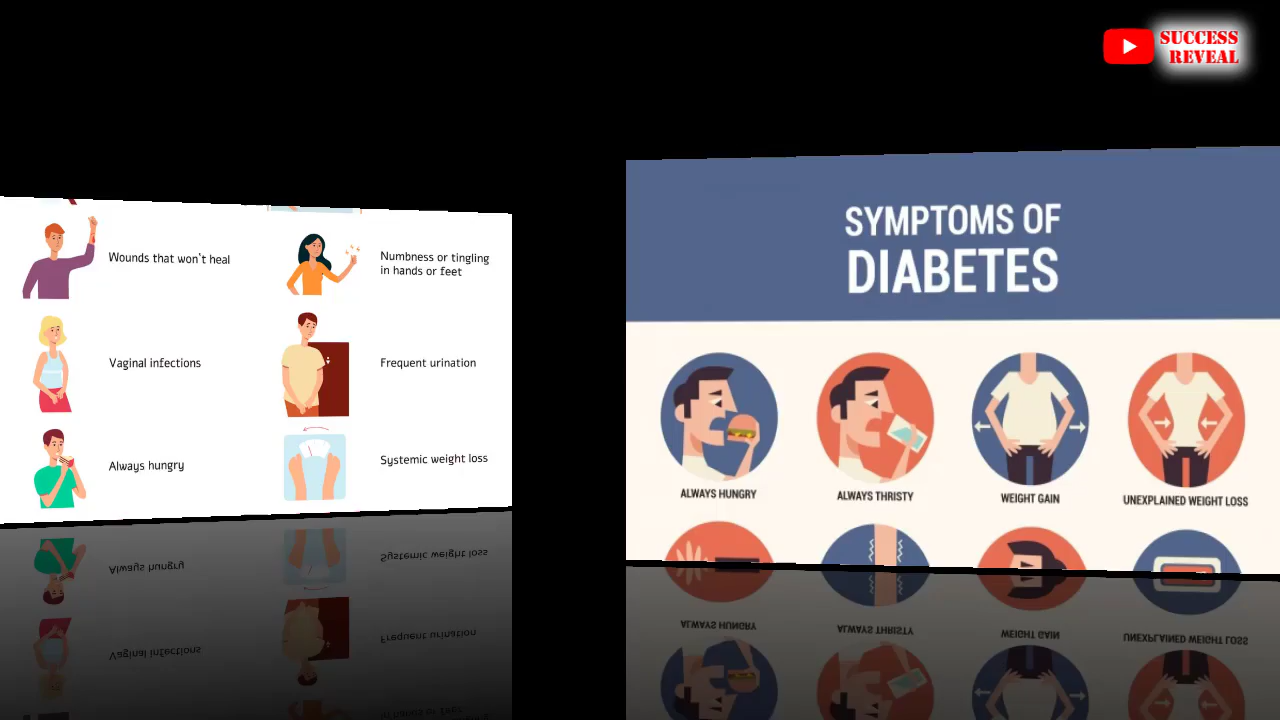 SUCCESS
REVEAL
Wounds that won't heal
Numbness or tingling
in hands or feet
Vaginal infections
Frequent urination
Always hungry
Systemic weight loss
SYMPTOMS OF
DIABETES
ALWAYS HUNGRY
ALWAYS THRISTY
WEIGHT GAIN
UNEXPLAINED WEIGHT LOSS